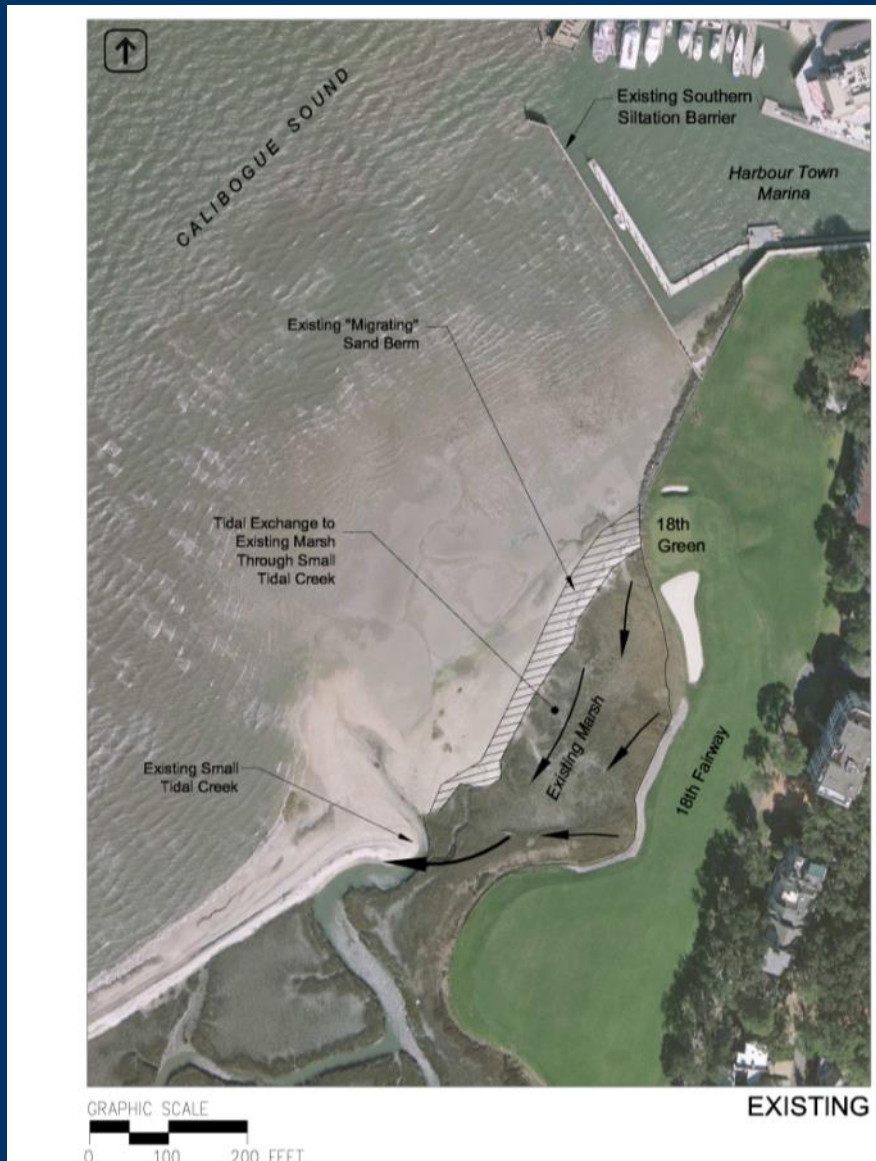 CALIBOGUE SOUND
Existing Southern
Siltation Barrier
Harbour Town
Marina
Existing "Migrating"
Sand Berm
Tidal Exchange to
Existing Marsh
Through Small
Tidal Creek
18th
Green
Existing Marsh
18th Fairway
Existing Small
Tidal Creek
GRAPHIC SCALE
0 100 200 FEET
EXISTING